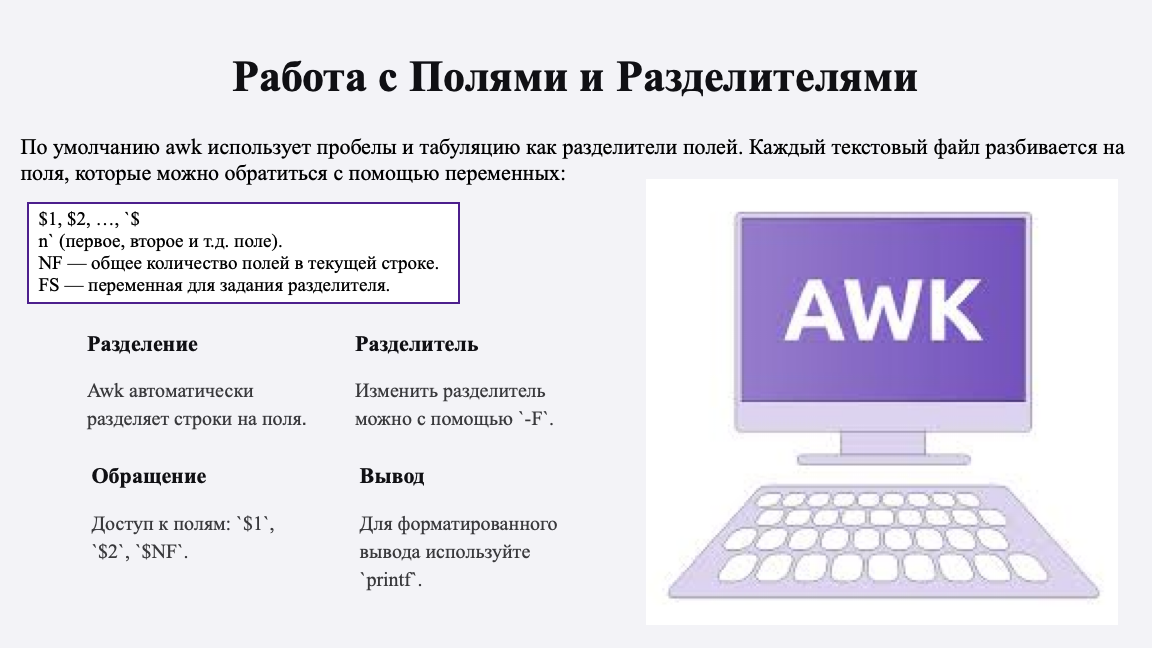 Работа с Полями и Разделителями
По умолчанию awk использует пробелы и табуляцию как разделители полей. Каждый текстовый файл разбивается на
поля, которые можно обратиться с помощью переменных:
$1, $2, …, `$
n` (первое, второе и т.д. поле).
NF — общее количество полей в текущей строке.
FS — переменная для задания разделителя.
AWK
Разделение
Awk автоматически
разделяет строки на поля.
Разделитель
Изменить разделитель
можно с помощью `-F`.
Обращение
Доступ к полям: `$1`,
`$2`, `$NF`.
Вывод
Для форматированного
вывода используйте
`printf`.